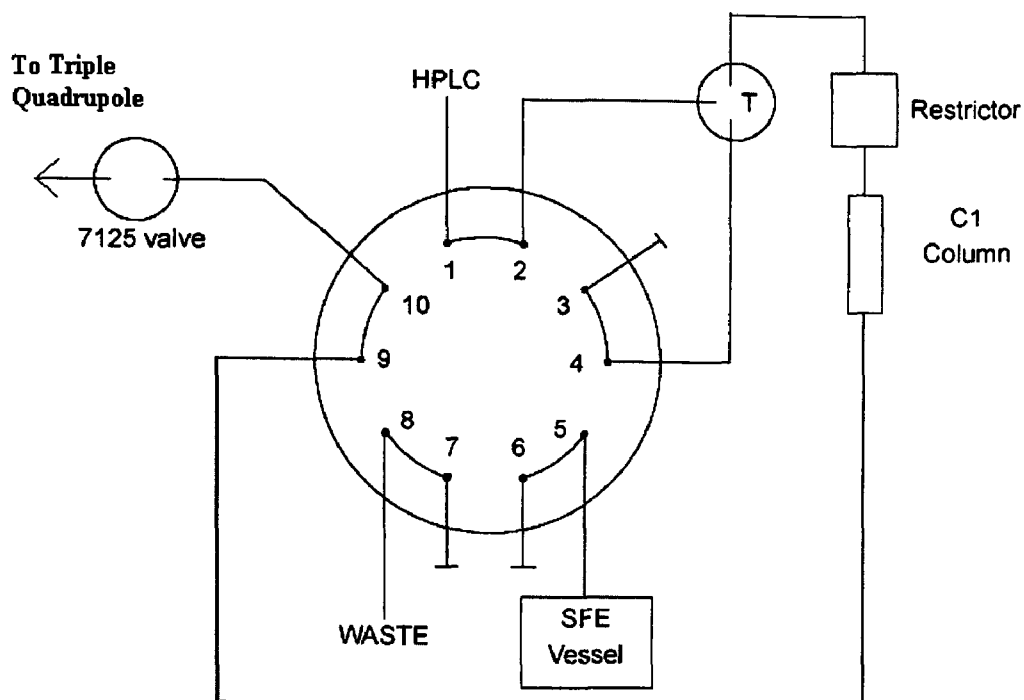 To Triple
Quadrupole
HPLC
T
Restrictor
7125 valve
C1
Column
1
2
3
4
5
6
7
8
9
10
WASTE
SFE
Vessel